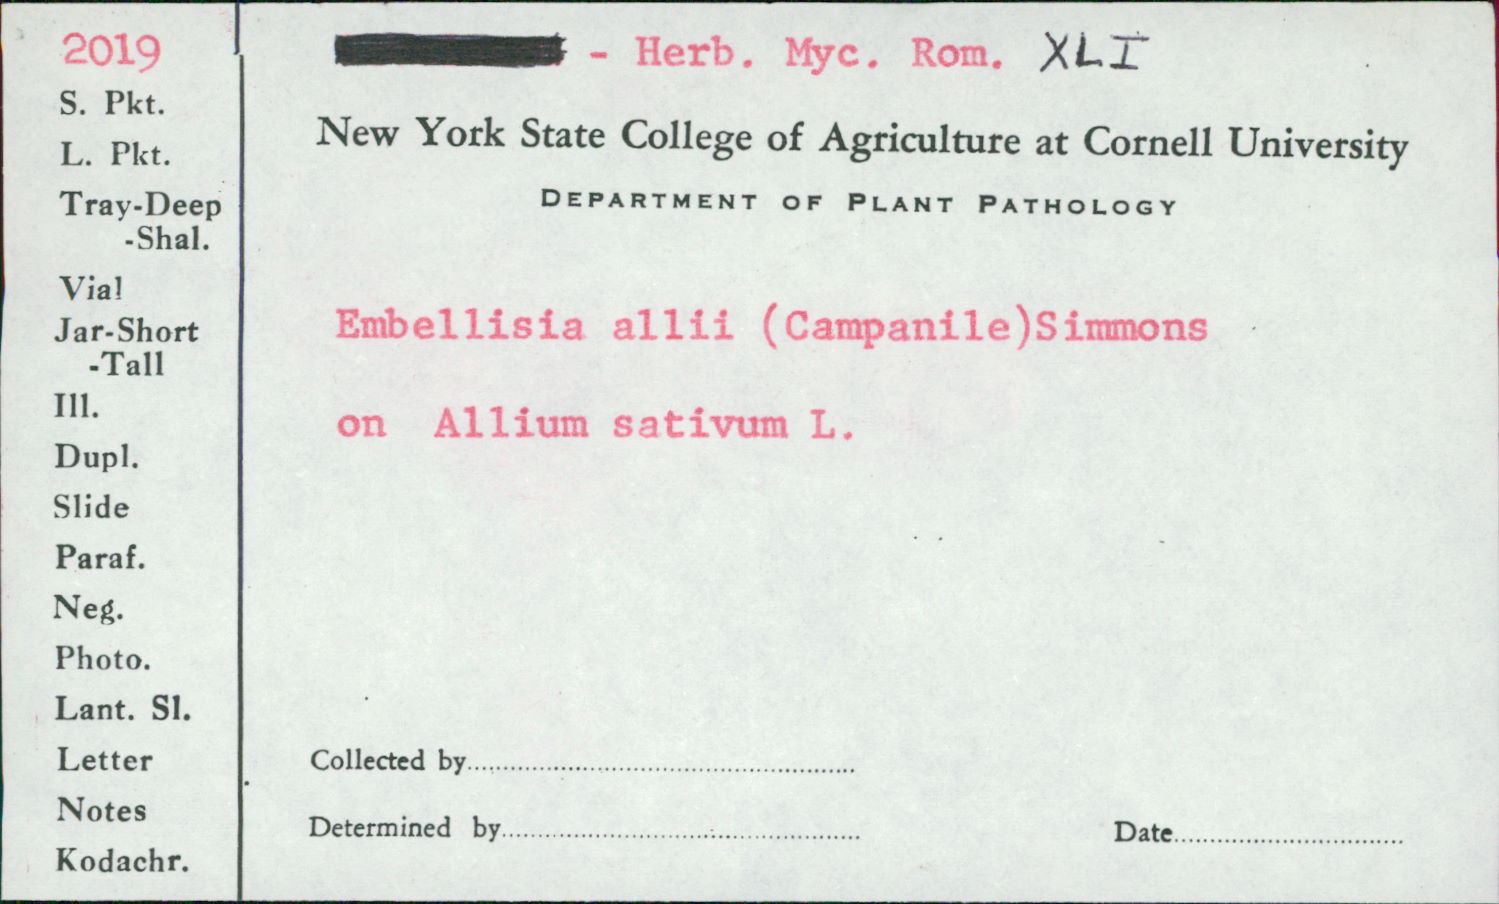 2019
S. Pkt.
L. Pkt.
Tray-Deep
-Shal.
Vial
Jar-Short
-Tall
Ill.
Dupl.
Slide
Paraf.
Neg.
Photo.
Lant. Sl.
Letter
Notes
Kodachr.
- Herb. Myc. Rom. XLI
New York State College of Agriculture at Cornell University
DEPARTMENT OF PLANT PATHOLOGY
Embellisia allii (Campanile)Simmons
on Allium sativum L.
Collected by
Determined by
Date